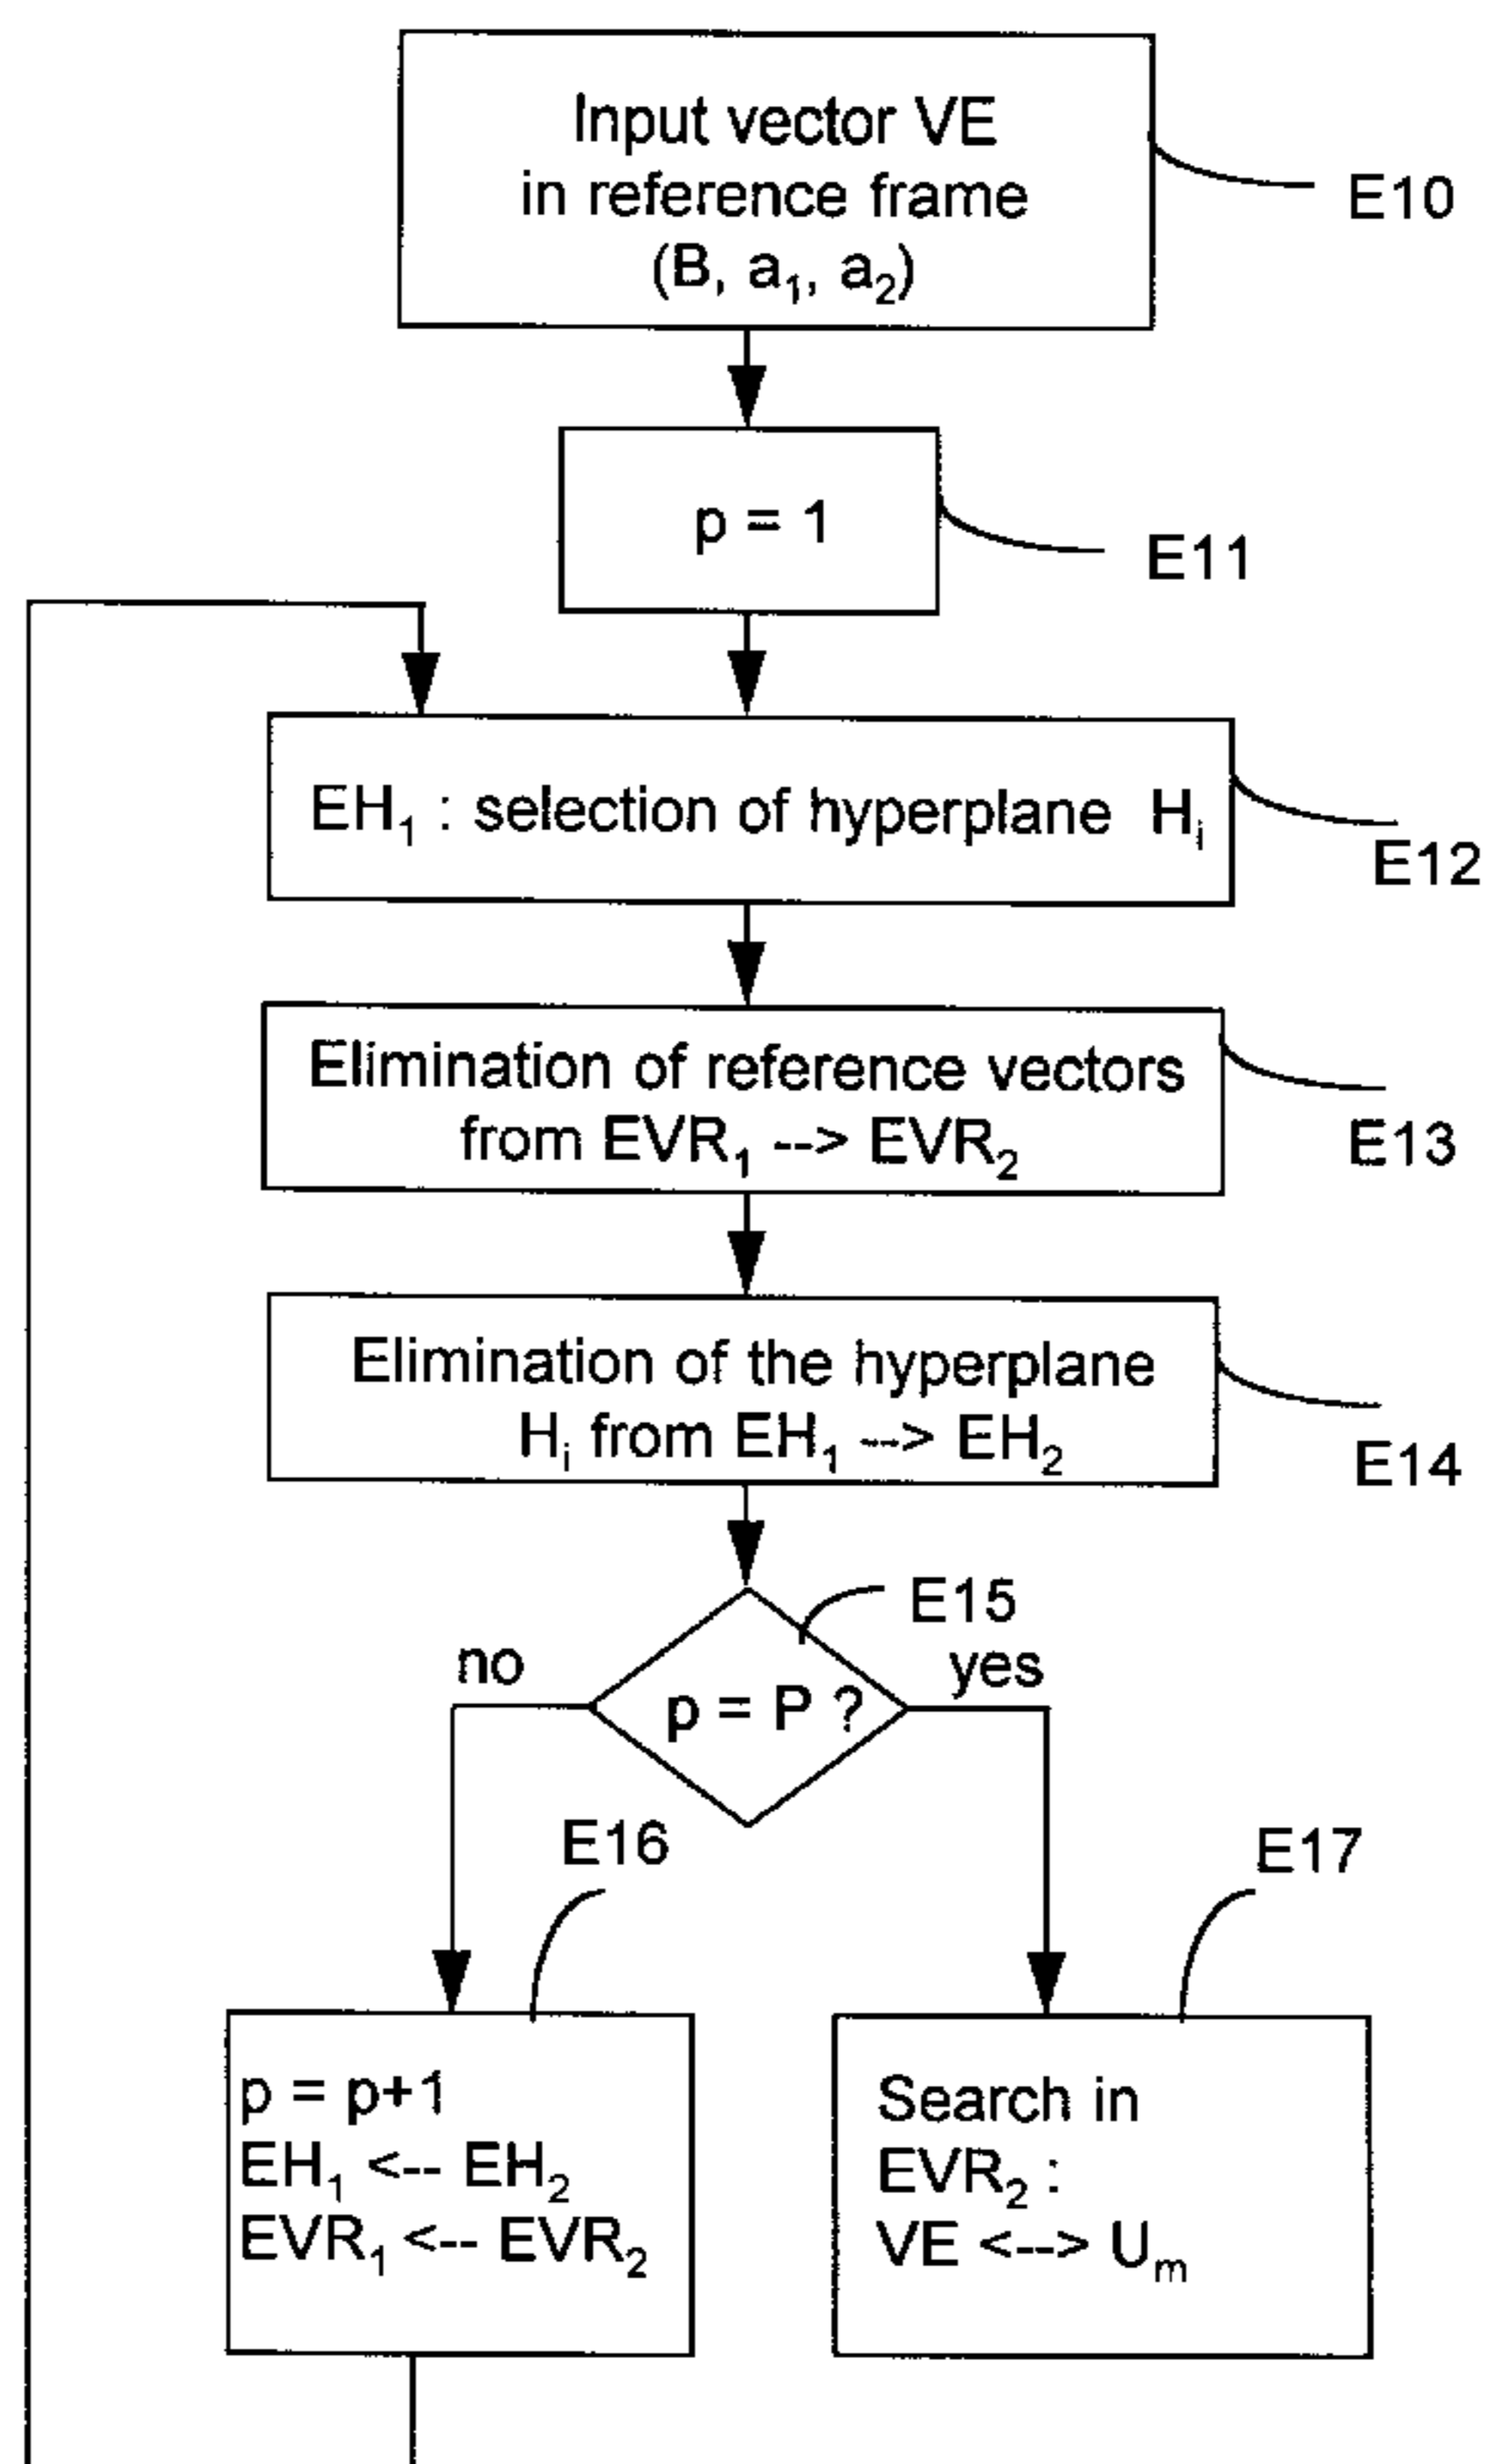 Input vector VE
in reference frame
(B, a₁, a₂)
E10
p = 1
E11
EH₁ : selection of hyperplane Hᵢ
E12
Elimination of reference vectors
from EVR₁ --> EVR₂
E13
Elimination of the hyperplane
Hᵢ from EH₁ --> EH₂
E14
E15
no
yes
p = P ?
E16
E17
p = p+1
EH₁ <-- EH₂
EVR₁ <-- EVR₂
Search in
EVR₂ :
VE <--> Uₘ